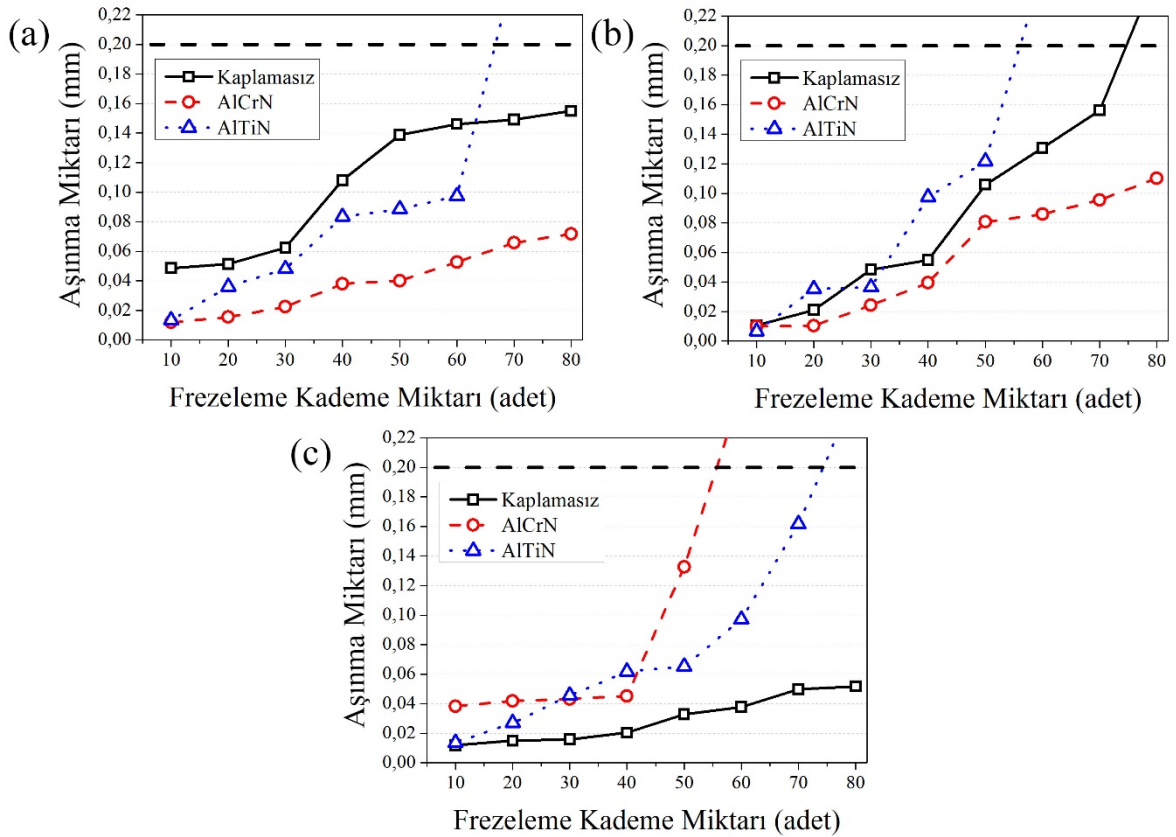 (a)
Aşınma Miktarı (mm)
0,22
0,20
0,18
0,16
0,14
0,12
0,10
0,08
0,06
0,04
0,02
0,00
Kaplamasız
AlCrN
AlTiN
10 20 30 40 50 60 70 80
Frezeleme Kademe Miktarı (adet)
(b)
Aşınma Miktarı (mm)
0,22
0,20
0,18
0,16
0,14
0,12
0,10
0,08
0,06
0,04
0,02
0,00
Kaplamasız
AlCrN
AlTiN
10 20 30 40 50 60 70 80
Frezeleme Kademe Miktarı (adet)
(c)
Aşınma Miktarı (mm)
0,22
0,20
0,18
0,16
0,14
0,12
0,10
0,08
0,06
0,04
0,02
0,00
Kaplamasız
AlCrN
AlTiN
10 20 30 40 50 60 70 80
Frezeleme Kademe Miktarı (adet)